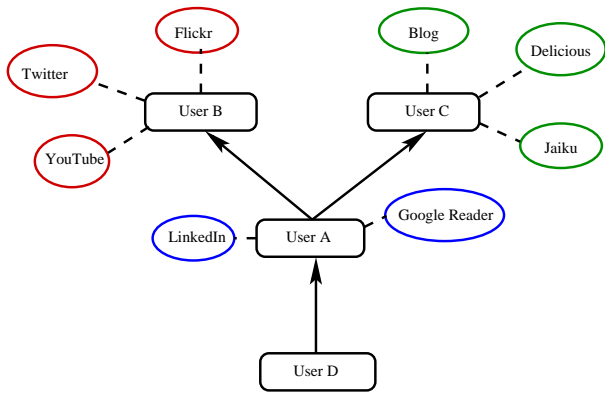 Flickr
Blog
Delicious
Twitter
User B
User C
YouTube
Jaiku
Google Reader
LinkedIn
User A
User D